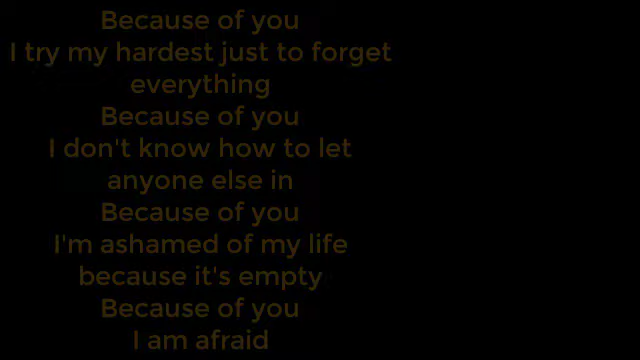 Because of you
I try my hardest just to forget
everything
Because of you
I don't know how to let
anyone else in
Because of you
I'm ashamed of my life
because it's empty
Because of you
I am afraid